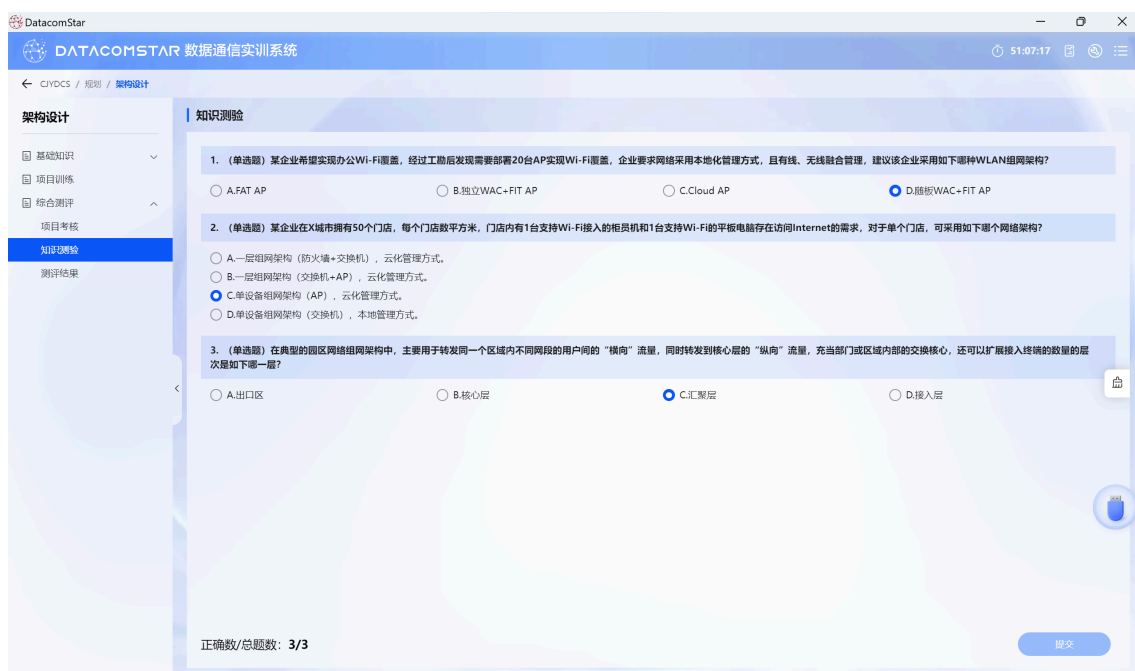 DatacomStar
DATACOMSTAR 数据通信实训系统
51:07:17
CJYDCS / 规划 / 架构设计
架构设计
基础知识
项目训练
综合测评
项目考核
知识测验
测评结果
知识测验
1. （单选题）某企业希望实现办公Wi-Fi覆盖，经过工勘后发现需要部署20台AP实现Wi-Fi覆盖，企业要求网络采用本地化管理方式，且有线、无线融合管理，建议该企业采用如下哪种WLAN组网架构？
A.FAT AP
B.独立WAC+FIT AP
C.Cloud AP
D.随板WAC+FIT AP
2. （单选题）某企业在X城市拥有50个门店，每个门店数平方米，门店内有1台支持Wi-Fi接入的柜员机和1台支持Wi-Fi的平板电脑存在访问Internet的需求，对于单个门店，可采用如下哪个网络架构？
A.一层组网架构（防火墙+交换机），云化管理方式。
B.一层组网架构（交换机+AP），云化管理方式。
C.单设备组网架构（AP），云化管理方式。
D.单设备组网架构（交换机），本地管理方式。
3. （单选题）在典型的园区网络组网架构中，主要用于转发同一个区域内不同网段的用户间的“横向”流量，同时转发到核心层的“纵向”流量，充当部门或区域内部的交换核心，还可以扩展接入终端的数量的层
次是如下哪一层？
A.出口区
B.核心层
C.汇聚层
D.接入层
正确数/总题数：3/3
提交